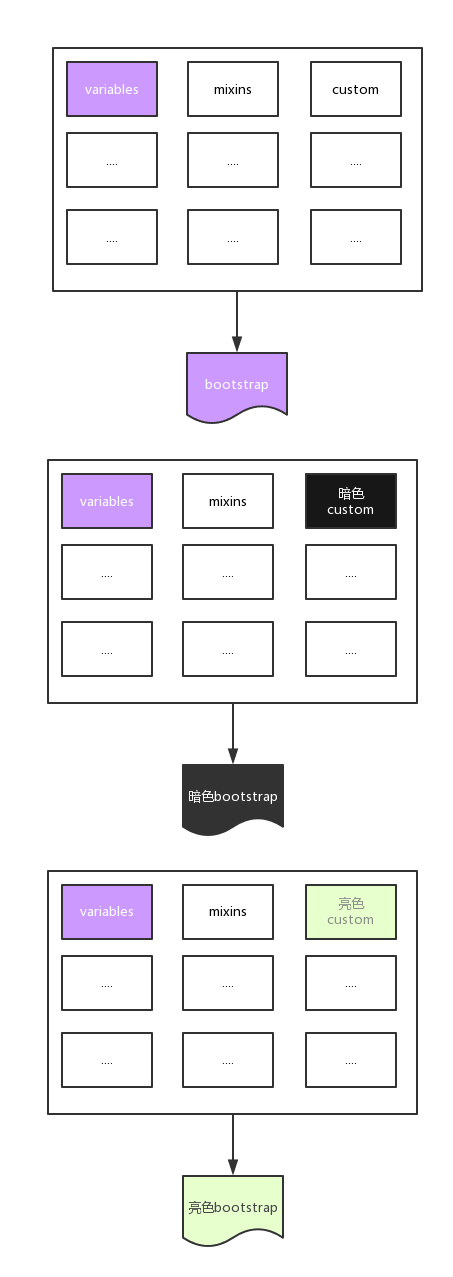 variables
mixins
custom
....
....
....
....
....
....
bootstrap
variables
mixins
暗色
custom
....
....
....
....
....
....
暗色bootstrap
variables
mixins
亮色
custom
....
....
....
....
....
....
亮色bootstrap